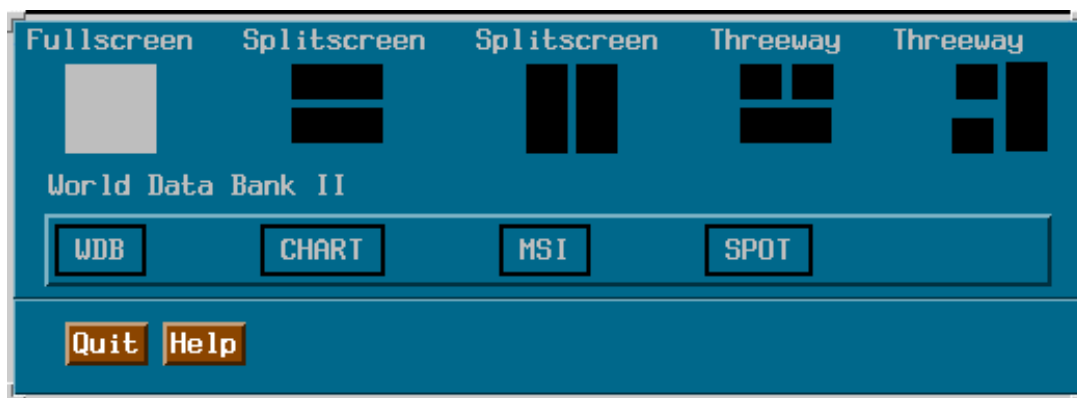 Fullscreen Splitscreen Splitscreen Threeway Threeway
World Data Bank II
WDB CHART MSI SPOT
Quit Help